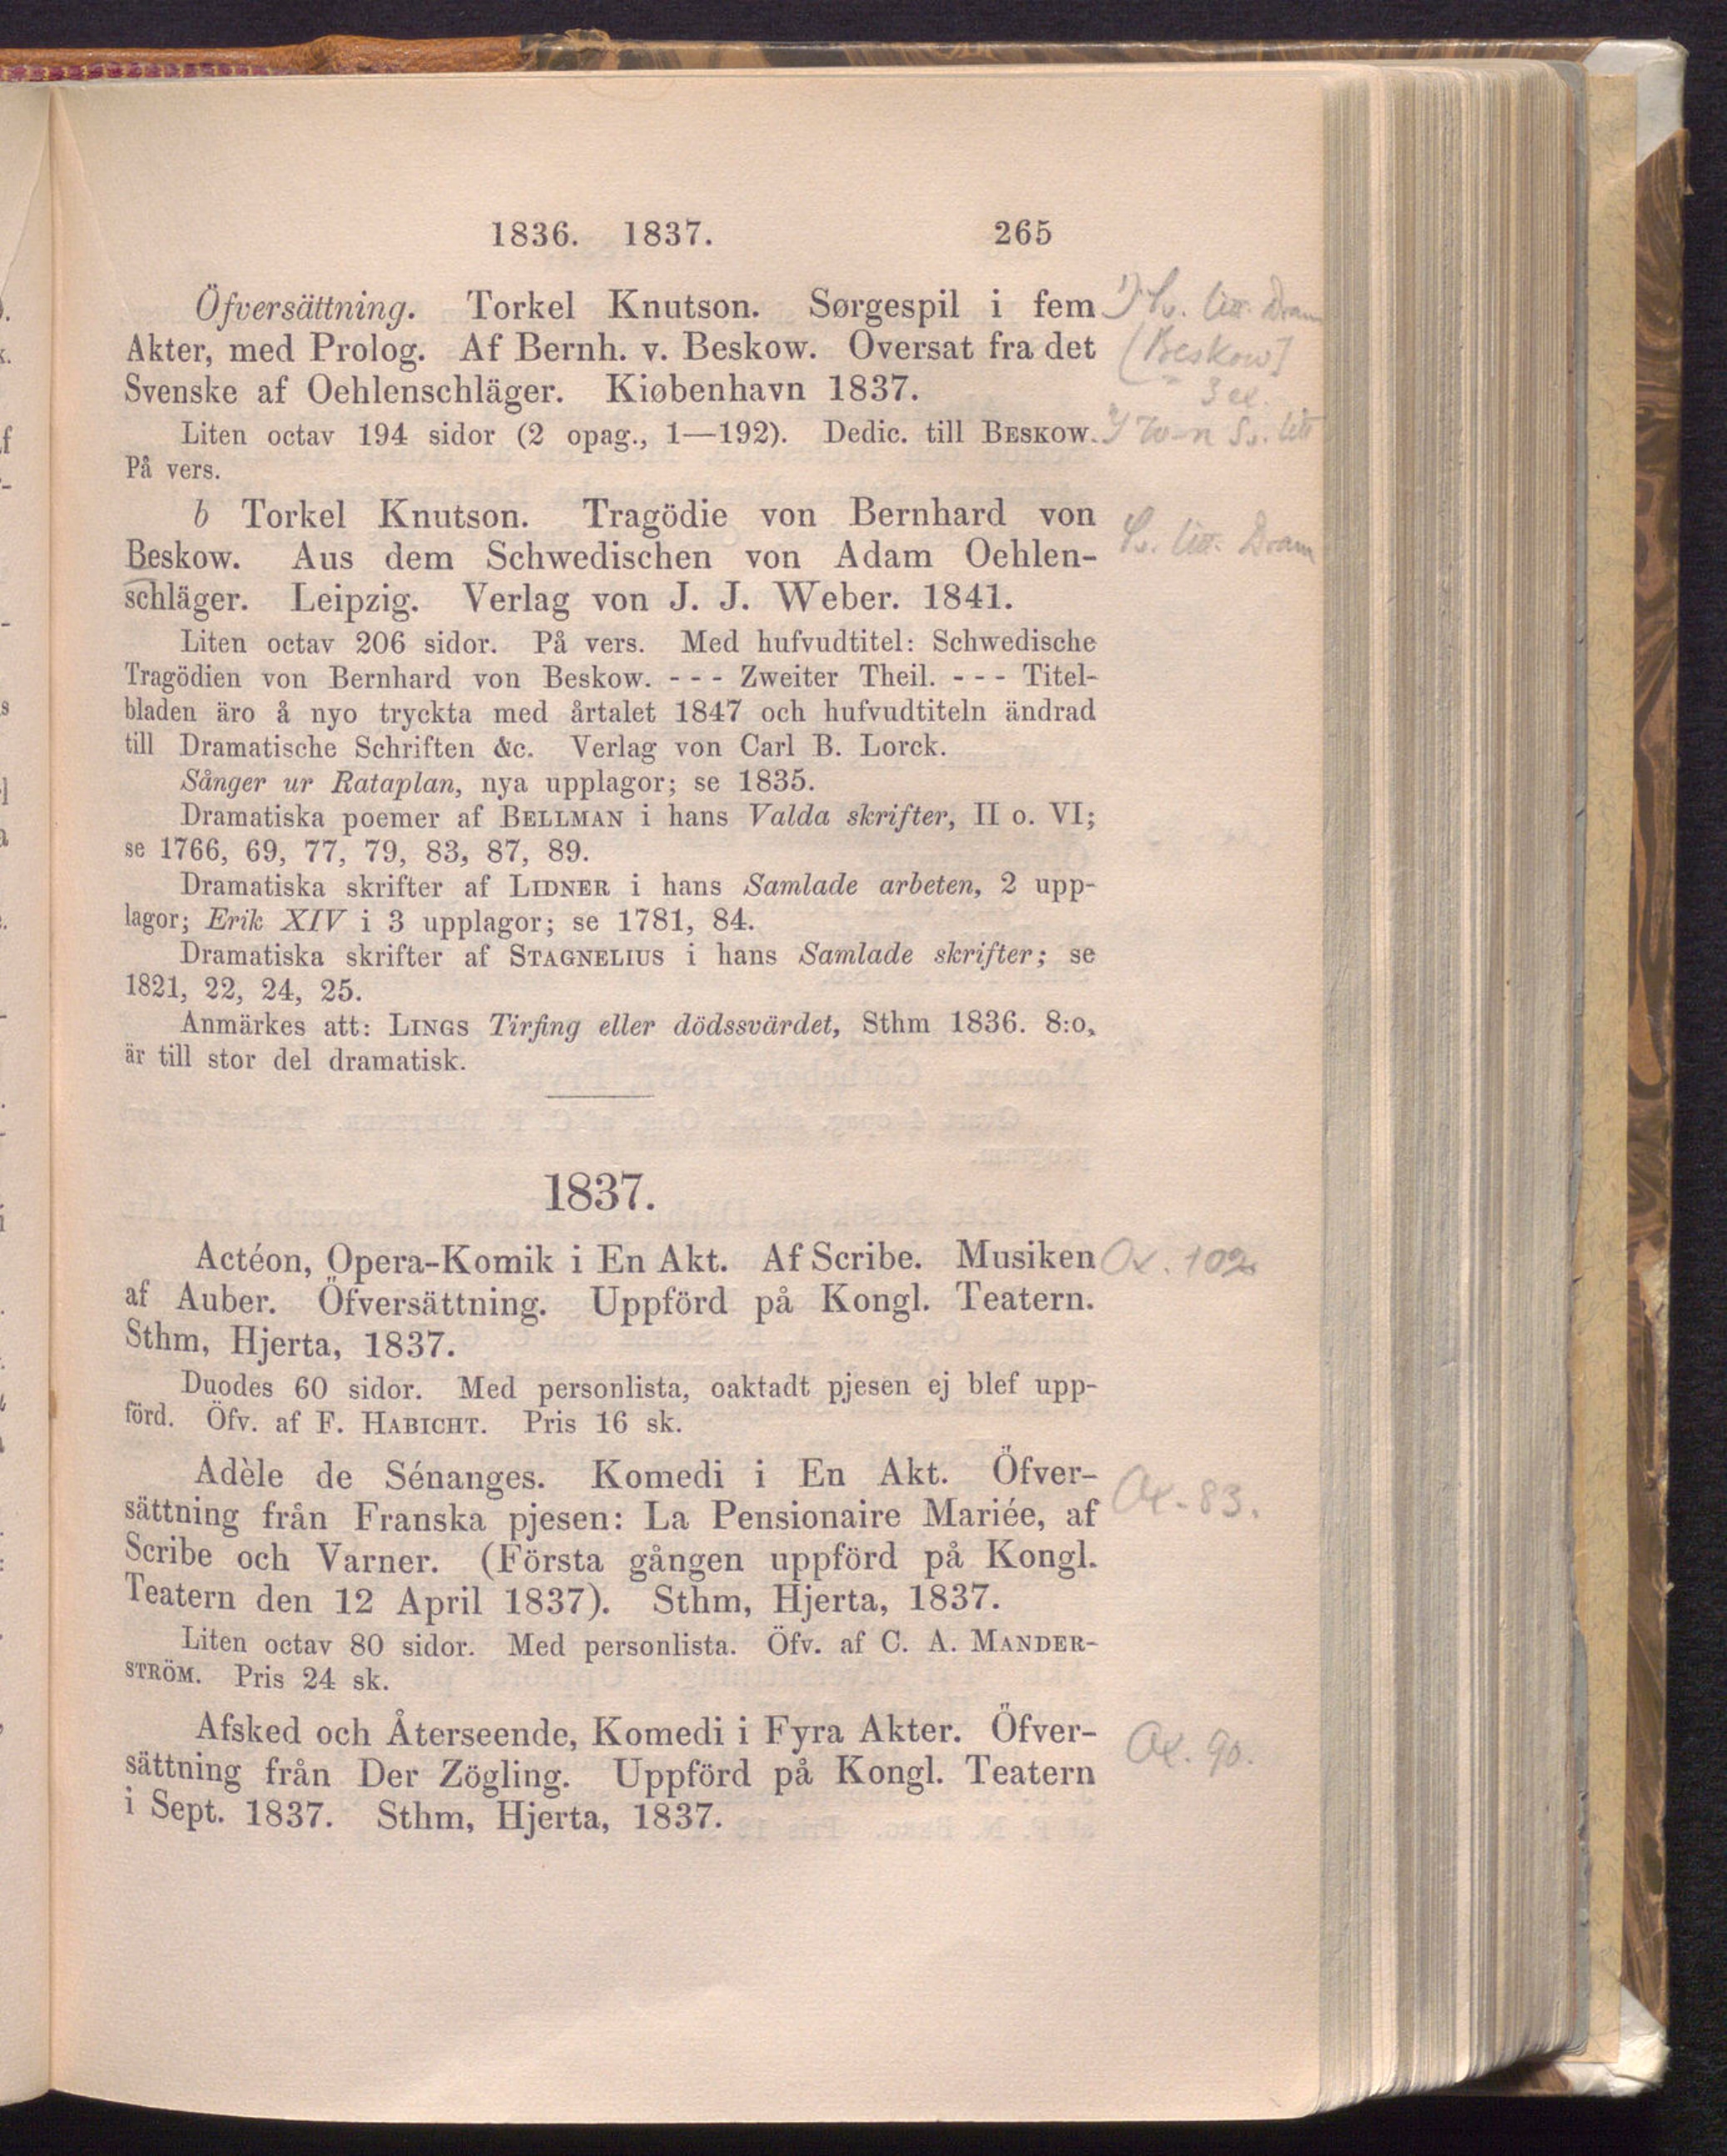 1836. 1837. 265
Öfversättning. Torkel Knutson. Sørgespil i fem
Akter, med Prolog. Af Bernh. v. Beskow. Oversat fra det
Svenske af Oehlenschläger. Kiøbenhavn 1837.
Liten octav 194 sidor (2 opag., 1—192). Dedic. till BESKOW.
På vers.
1) Sv. litt. Dram
(Beskow]
3 ex.
Sv. litt
b Torkel Knutson. Tragödie von Bernhard von
Beskow. Aus dem Schwedischen von Adam Oehlen-
schläger. Leipzig. Verlag von J. J. Weber. 1841.
Sv. litt. Dram
Liten octav 206 sidor. På vers. Med hufvudtitel: Schwedische
Tragödien von Bernhard von Beskow. - - - Zweiter Theil. - - - Titel-
bladen äro å nyo tryckta med årtalet 1847 och hufvudtiteln ändrad
till Dramatische Schriften &c. Verlag von Carl B. Lorck.
Sånger ur Rataplan, nya upplagor; se 1835.
Dramatiska poemer af BELLMAN i hans Valda skrifter, II o. VI;
se 1766, 69, 77, 79, 83, 87, 89.
Dramatiska skrifter af LIDNER i hans Samlade arbeten, 2 upp-
lagor; Erik XIV i 3 upplagor; se 1781, 84.
Dramatiska skrifter af STAGNELIUS i hans Samlade skrifter; se
1821, 22, 24, 25.
Anmärkes att: LINGS Tirfing eller dödssvärdet, Sthm 1836. 8:o,
är till stor del dramatisk.
1837.
Actéon, Opera-Komik i En Akt. Af Scribe. Musiken
af Auber. Öfversättning. Uppförd på Kongl. Teatern.
Sthm, Hjerta, 1837.
Duodes 60 sidor. Med personlista, oaktadt pjesen ej blef upp-
förd. Öfv. af F. HABICHT. Pris 16 sk.
Adèle de Sénanges. Komedi i En Akt. Öfver-
sättning från Franska pjesen: La Pensionaire Mariée, af
Scribe och Varner. (Första gången uppförd på Kongl.
Teatern den 12 April 1837). Sthm, Hjerta, 1837.
83.
Liten octav 80 sidor. Med personlista. Öfv. af C. A. MANDER-
STRÖM. Pris 24 sk.
Afsked och Återseende, Komedi i Fyra Akter. Öfver-
sättning från Der Zögling. Uppförd på Kongl. Teatern
i Sept. 1837. Sthm, Hjerta, 1837.
90.